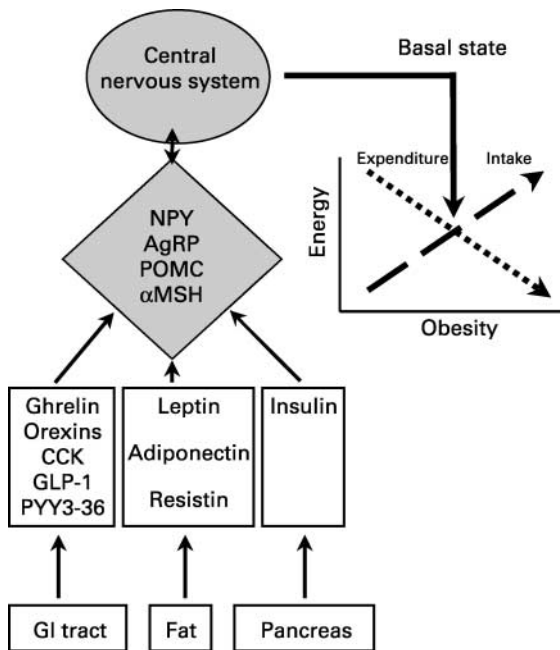 Central
nervous system
Basal state
Expenditure
Intake
Energy
Obesity
NPY
AgRP
POMC
αMSH
Ghrelin
Orexins
CCK
GLP-1
PYY3-36
Leptin
Adiponectin
Resistin
Insulin
GI tract
Fat
Pancreas